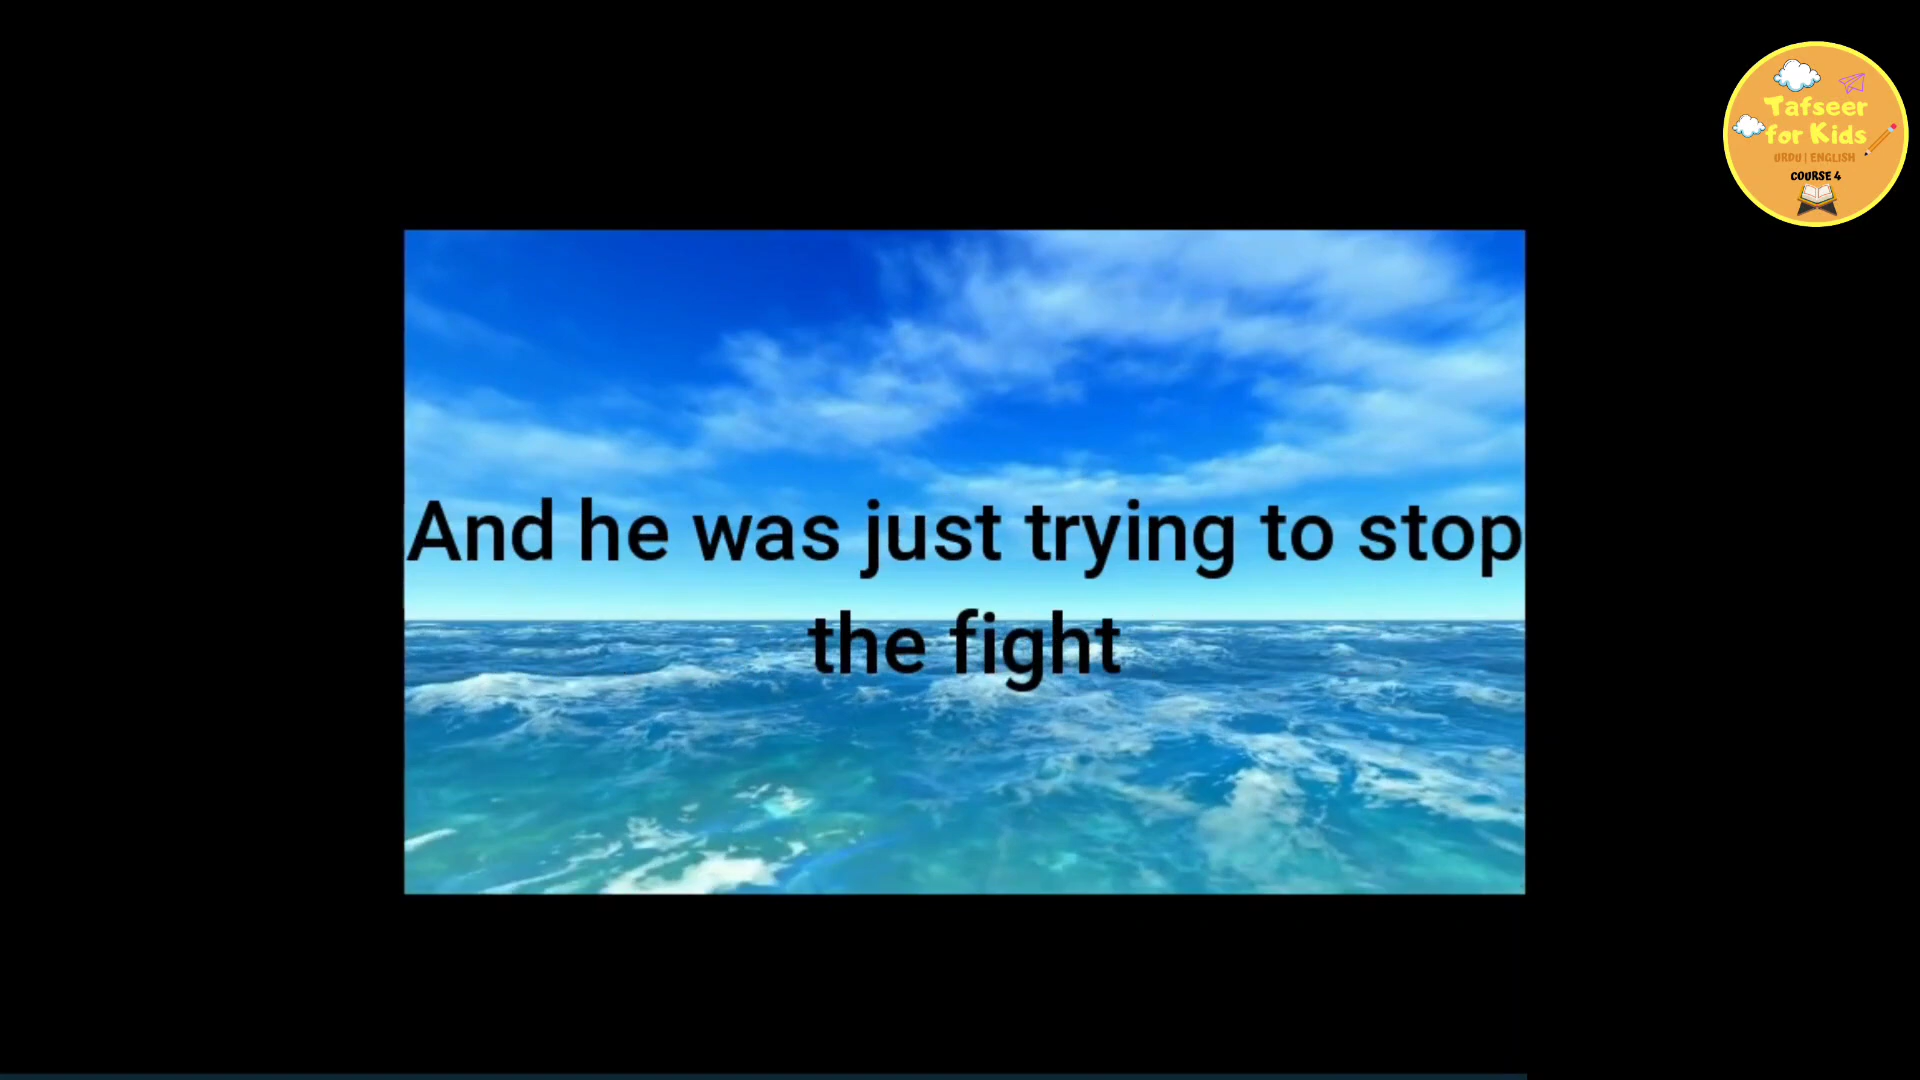 Tafseer
for Kids
URDU | ENGLISH
COURSE 4
And he was just trying to stop
the fight